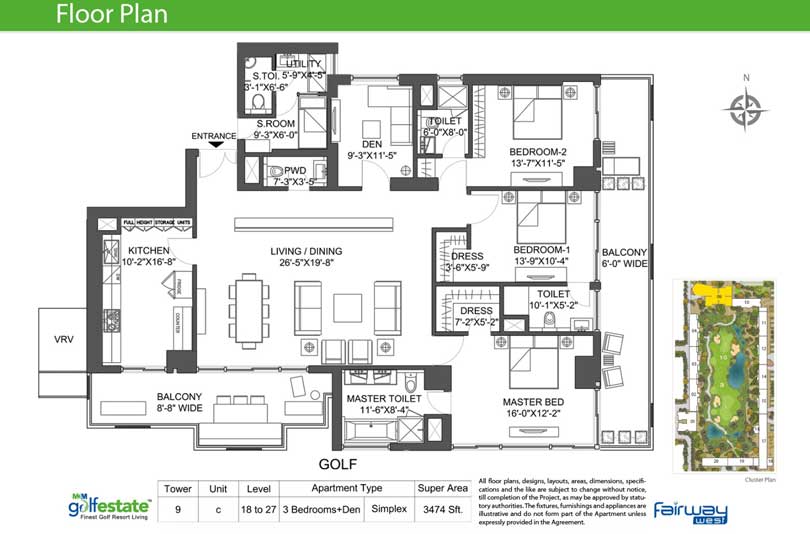 Floor Plan
UTILITY
5'-9"X4'-5"
S.TOI.
3'-1"X6'-6"
S.ROOM
9'-3"X6'-0"
ENTRANCE
PWD
7'-3"X3'-5"
DEN
9'-3"X11'-5"
TOILET
6'-0"X8'-0"
BEDROOM-2
13'-7"X11'-5"
N
FULL HEIGHT STORAGE UNITS
KITCHEN
10'-2"X16'-8"
FRIDGE
COUNTER
LIVING / DINING
26'-5"X19'-8"
DRESS
3'-6"X5'-9"
BEDROOM-1
13'-9"X10'-4"
BALCONY
6'-0" WIDE
DRESS
7'-2"X5'-2"
TOILET
10'-1"X5'-2"
VRV
BALCONY
8'-8" WIDE
MASTER TOILET
11'-6"X8'-4"
MASTER BED
16'-0"X12'-2"
GOLF
Cluster Plan
M3M
golfestate™
Finest Golf Resort Living
Tower Unit Level Apartment Type Super Area
9 c 18 to 27 3 Bedrooms+Den Simplex 3474 Sft.
All floor plans, designs, layouts, areas, dimensions, specifi-
cations and the like are subject to change without notice,
till completion of the Project, as may be approved by statu-
tory authorities. The fixtures, furnishings and appliances are
illustrative and do not form part of the Apartment unless
expressly provided in the Agreement.
Fairway
west